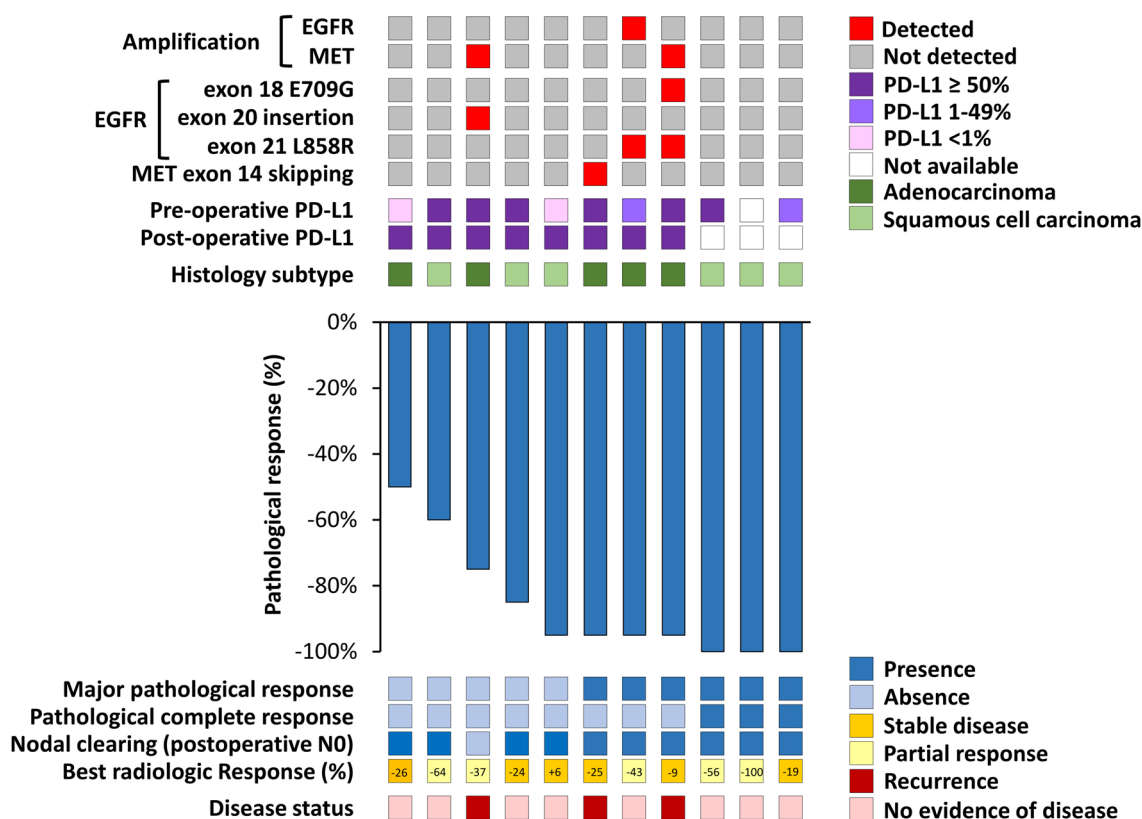 Amplification
EGFR
MET
EGFR
exon 18 E709G
exon 20 insertion
exon 21 L858R
MET exon 14 skipping
Pre-operative PD-L1
Post-operative PD-L1
Histology subtype
Detected
Not detected
PD-L1 ≥ 50%
PD-L1 1-49%
PD-L1 <1%
Not available
Adenocarcinoma
Squamous cell carcinoma
Pathological response (%)
0%
-20%
-40%
-60%
-80%
-100%
Major pathological response
Pathological complete response
Nodal clearing (postoperative N0)
Best radiologic Response (%) -26 -64 -37 -24 +6 -25 -43 -9 -56 -100 -19
Disease status
Presence
Absence
Stable disease
Partial response
Recurrence
No evidence of disease